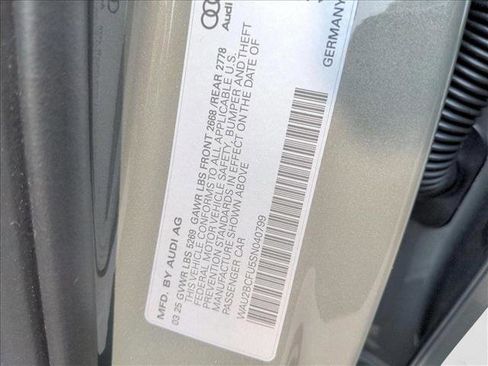 Audi
GERMANY
MFD. BY AUDI AG
03 25 GVWR LBS 5269 GAWR LBS FRONT 2668 /REAR 2778
THIS VEHICLE CONFORMS TO ALL APPLICABLE U.S.
FEDERAL MOTOR VEHICLE SAFETY, BUMPER AND THEFT
PREVENTION STANDARDS IN EFFECT ON THE DATE OF
MANUFACTURE SHOWN ABOVE
PASSENGER CAR
WAU2BCFU5SN040799